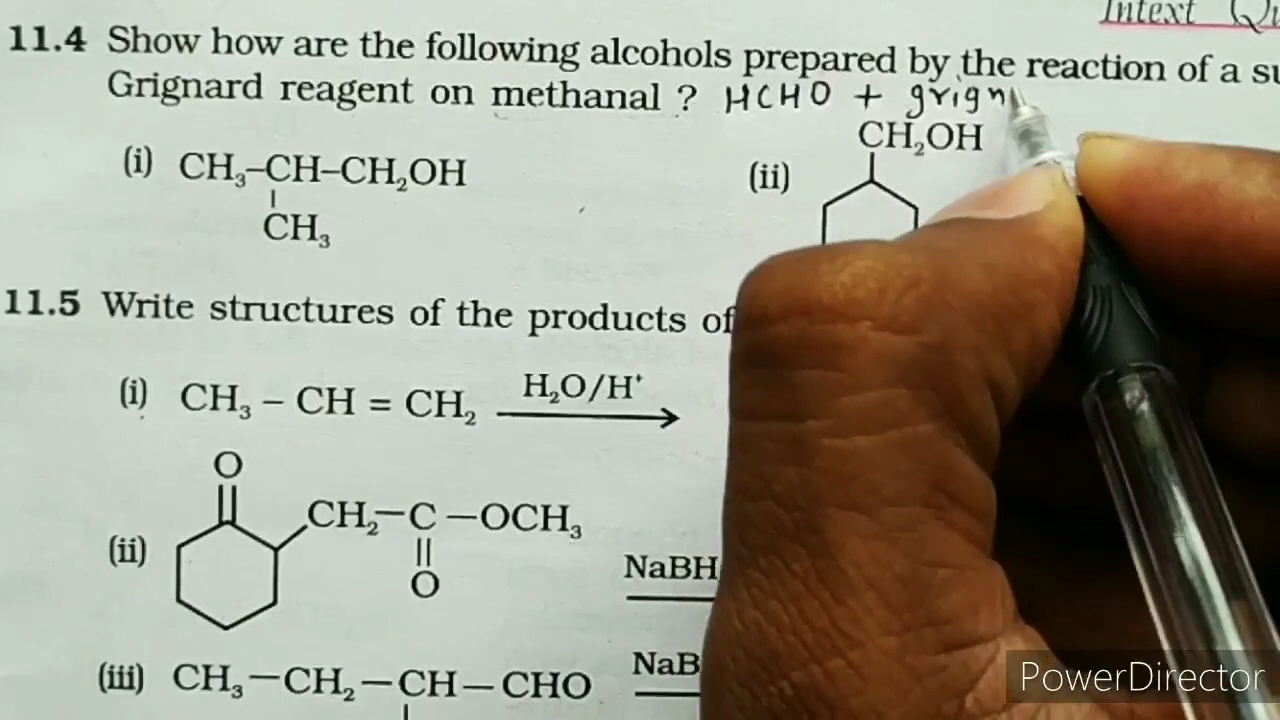 Intext
11.4 Show how are the following alcohols prepared by the reaction of a
Grignard reagent on methanal ? HCHO + grign
(i) CH₃–CH–CH₂OH
|
CH₃
(ii) CH₂OH
11.5 Write structures of the products of
(i) CH₃ – CH = CH₂ H₂O/H⁺
(ii) O
CH₂–C–OCH₃
||
O
NaBH
(iii) CH₃–CH₂–CH–CHO NaB
PowerDirector